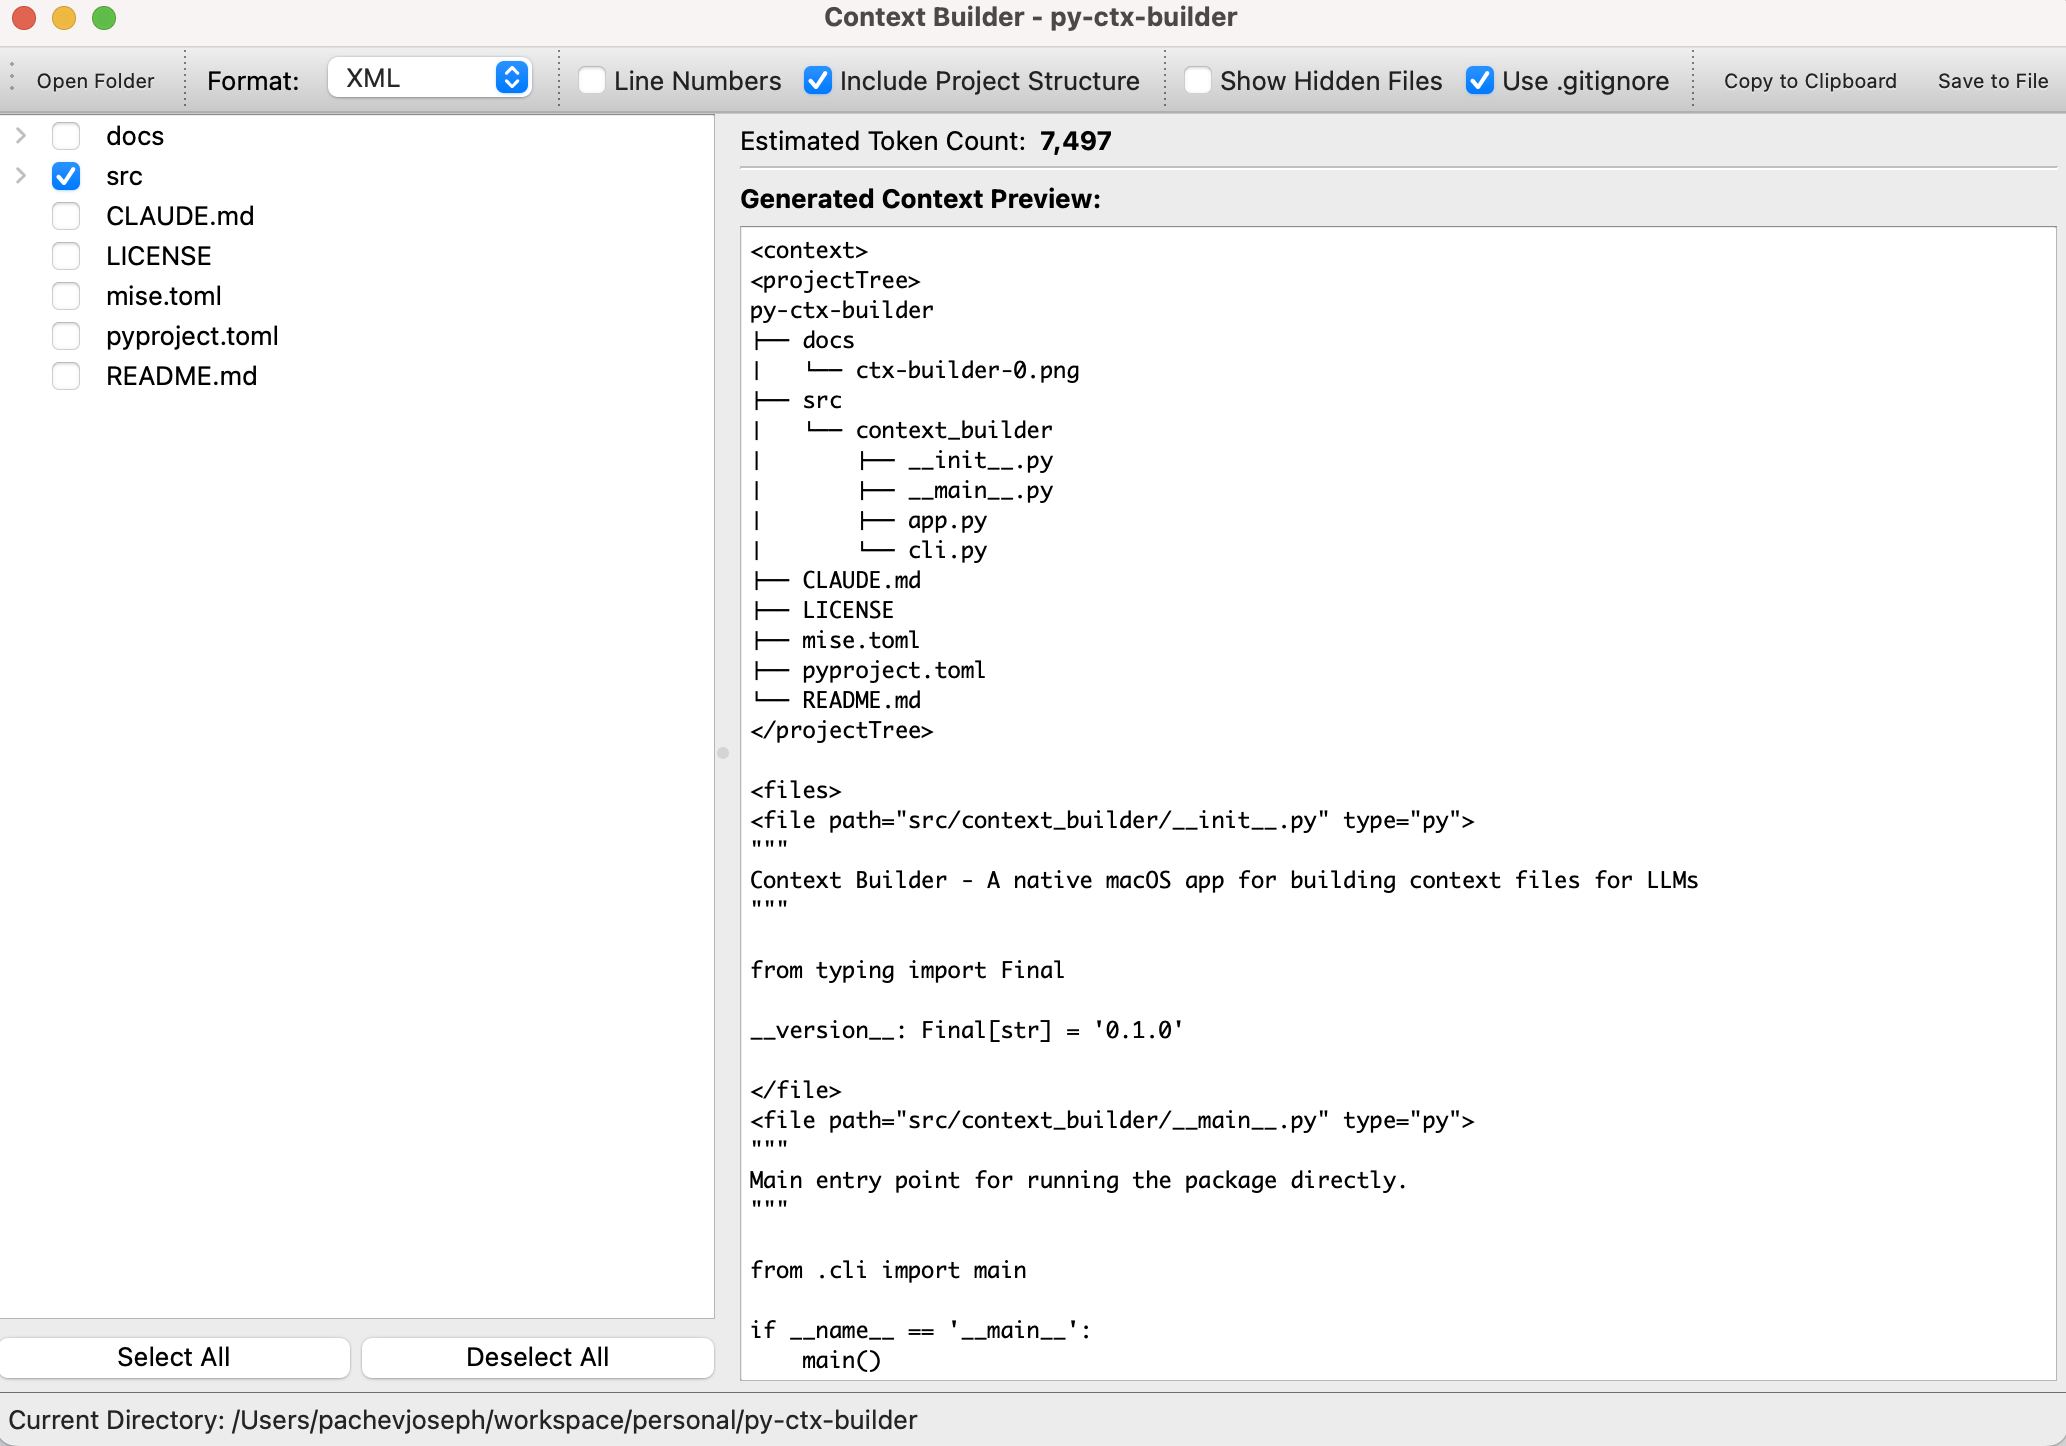 Context Builder - py-ctx-builder
Open Folder Format: XML Line Numbers Include Project Structure Show Hidden Files Use .gitignore Copy to Clipboard Save to File
docs
src
CLAUDE.md
LICENSE
mise.toml
pyproject.toml
README.md
Select All Deselect All
Estimated Token Count: 7,497
Generated Context Preview:
<context>
<projectTree>
py-ctx-builder
├── docs
│   └── ctx-builder-0.png
├── src
│   └── context_builder
│       ├── __init__.py
│       ├── __main__.py
│       ├── app.py
│       └── cli.py
├── CLAUDE.md
├── LICENSE
├── mise.toml
├── pyproject.toml
└── README.md
</projectTree>
<files>
<file path="src/context_builder/__init__.py" type="py">
"""
Context Builder - A native macOS app for building context files for LLMs
"""
from typing import Final
__version__: Final[str] = '0.1.0'
</file>
<file path="src/context_builder/__main__.py" type="py">
"""
Main entry point for running the package directly.
"""
from .cli import main
if __name__ == '__main__':
    main()
Current Directory: /Users/pachevjoseph/workspace/personal/py-ctx-builder